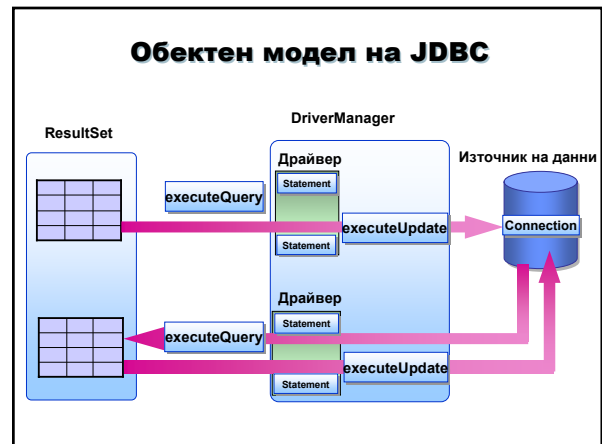 Обектен модел на JDBC
DriverManager
ResultSet
Драйвер
Източник на данни
Statement
executeQuery
Connection
executeUpdate
Statement
Драйвер
Statement
executeQuery
executeUpdate
Statement